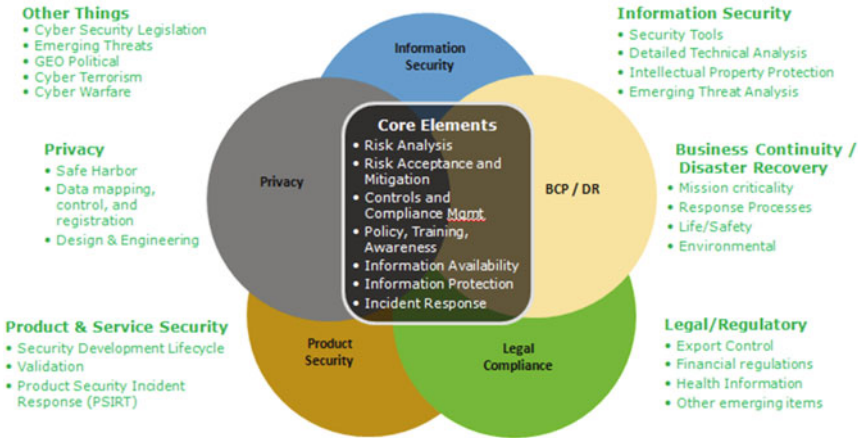 Other Things
• Cyber Security Legislation
• Emerging Threats
• GEO Political
• Cyber Terrorism
• Cyber Warfare
Information
Security
Information Security
• Security Tools
• Detailed Technical Analysis
• Intellectual Property Protection
• Emerging Threat Analysis
Privacy
• Safe Harbor
• Data mapping,
control, and
registration
• Design & Engineering
Privacy
Core Elements
• Risk Analysis
• Risk Acceptance and
Mitigation
• Controls and
Compliance Mgmt
• Policy, Training,
Awareness
• Information Availability
• Information Protection
• Incident Response
BCP / DR
Business Continuity /
Disaster Recovery
• Mission criticality
• Response Processes
• Life/Safety
• Environmental
Product & Service Security
• Security Development Lifecycle
• Validation
• Product Security Incident
Response (PSIRT)
Product
Security
Legal
Compliance
Legal/Regulatory
• Export Control
• Financial regulations
• Health Information
• Other emerging items